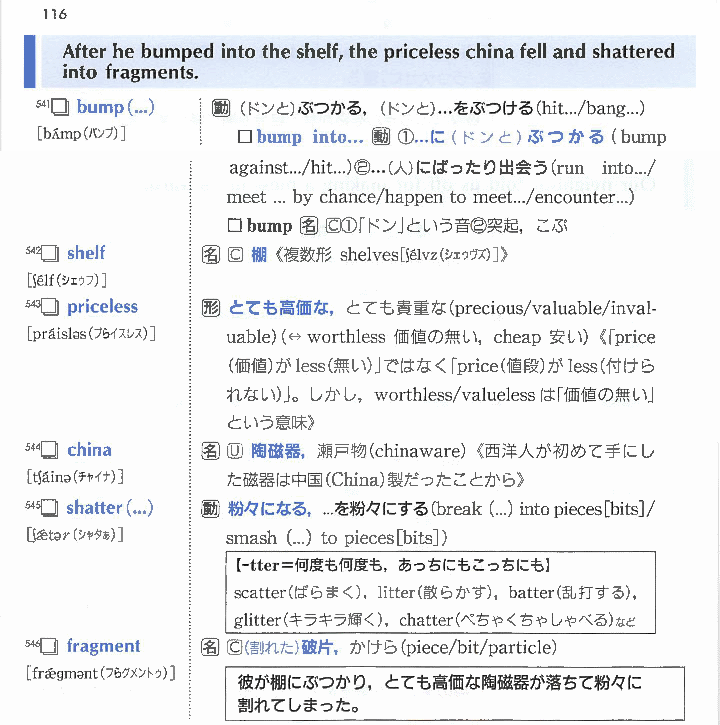 116
After he bumped into the shelf, the priceless china fell and shattered
into fragments.
541 bump (...) 動 (ドンと)ぶつかる，(ドンと)...をぶつける(hit.../bang...)
[bʌ́mp(バンプ)] □ bump into... 動 ①...に(ドンと)ぶつかる(bump
against.../hit...)②...(人)にばったり出会う(run into.../
meet ... by chance/happen to meet.../encounter...)
□ bump 名 Ⓒ①「ドン」という音②突起，こぶ
542 shelf 名 Ⓒ 棚《複数形 shelves[ʃélvz(シェゥヴズ)]》
[ʃélf(シェゥフ)]
543 priceless 形 とても高価な，とても貴重な(precious/valuable/inval-
[práisləs(プらイスレス)] uable)(↔ worthless 価値の無い，cheap 安い)《「price
(価値)がless(無い)」ではなく「price(値段)がless(付けら
れない)」。しかし，worthless/valuelessは「価値の無い」
という意味》
544 china 名 Ⓤ 陶磁器，瀬戸物(chinaware)《西洋人が初めて手にし
[tʃáinə(チャイナ)] た磁器は中国(China)製だったことから》
545 shatter (...) 動 粉々になる，...を粉々にする(break (...) into pieces[bits]/
[ʃǽtər(シャタぁ)] smash (...) to pieces[bits])
【-tter=何度も何度も，あっちにもこっちにも】
scatter(ばらまく)，litter(散らかす)，batter(乱打する)，
glitter(キラキラ輝く)，chatter(ぺちゃくちゃしゃべる)など
546 fragment 名 Ⓒ(割れた)破片，かけら(piece/bit/particle)
[frǽgmənt(フらグメントゥ)]
彼が棚にぶつかり，とても高価な陶磁器が落ちて粉々に
割れてしまった。